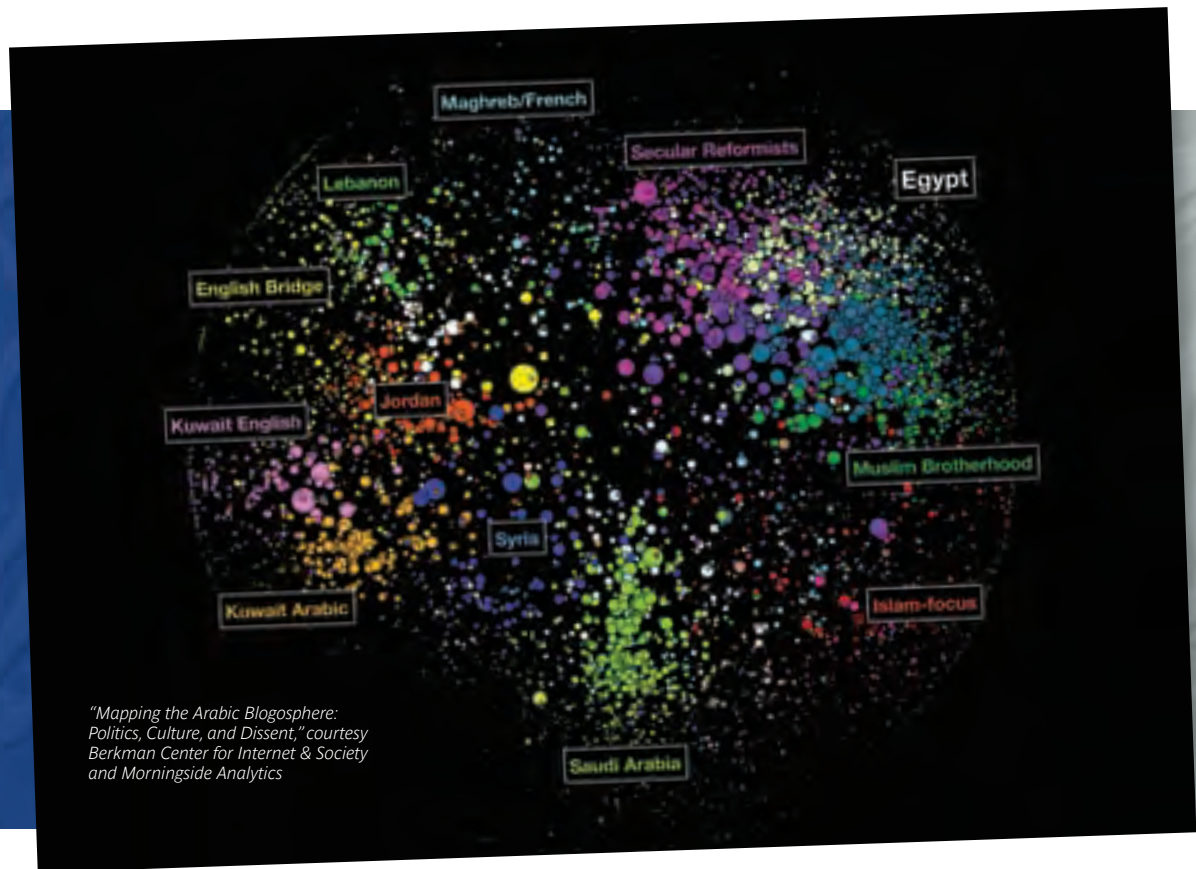 Maghreb/French
Secular Reformists
Egypt
Lebanon
English Bridge
Jordan
Kuwait English
Muslim Brotherhood
Syria
Islam-focus
Kuwait Arabic
“Mapping the Arabic Blogosphere:
Politics, Culture, and Dissent,” courtesy
Berkman Center for Internet & Society
and Morningside Analytics
Saudi Arabia